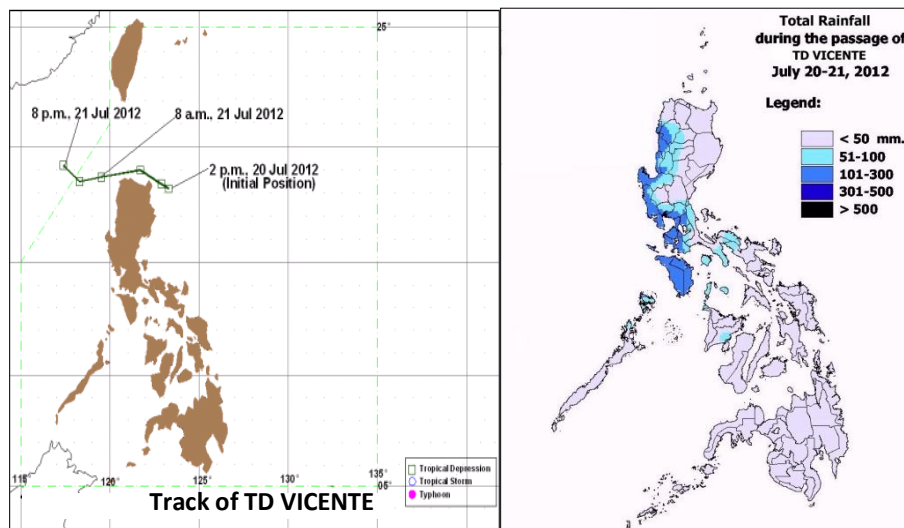 25°
8 p.m., 21 Jul 2012
8 a.m., 21 Jul 2012
2 p.m., 20 Jul 2012
(Initial Position)
115
120
125°
130°
135°
05°
Tropical Depression
Tropical Storm
Typhoon
Track of TD VICENTE
Total Rainfall
during the passage of
TD VICENTE
July 20-21, 2012
Legend:
< 50 mm.
51-100
101-300
301-500
> 500